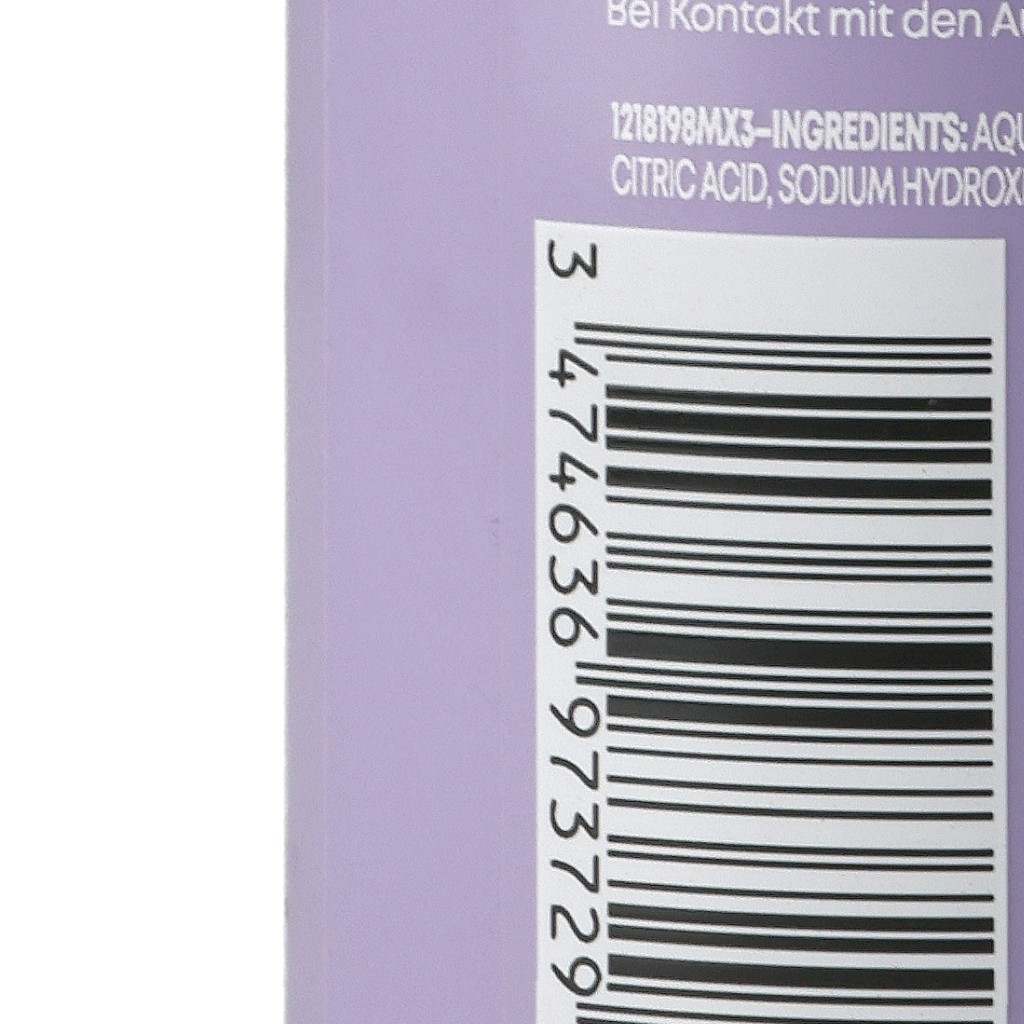 Bei Kontakt mit den
1218198MX3–INGREDIENTS:
CITRIC ACID, SODIUM
3 474636 973729